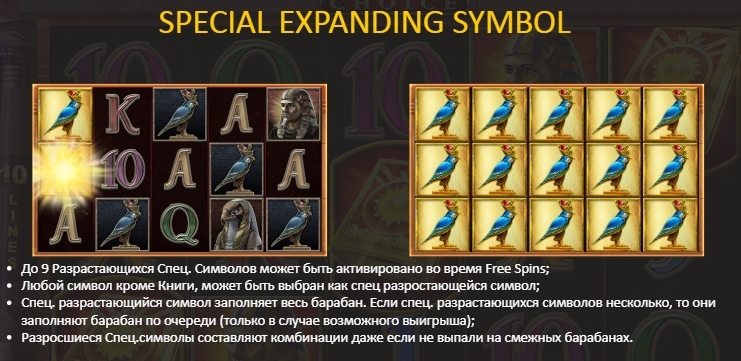 SPECIAL EXPANDING SYMBOL
CHOICE
K A
10 A A
A Q
10 LINES
• До 9 Разрастающихся Спец. Символов может быть активировано во время Free Spins;
• Любой символ кроме Книги, может быть выбран как спец разростающейся символ;
• Спец. разрастающийся символ заполняет весь барабан. Если спец. разрастающихся символов несколько, то они
заполняют барабан по очереди (только в случае возможного выигрыша);
• Разросшиеся Спец.символы составляют комбинации даже если не выпали на смежных барабанах.